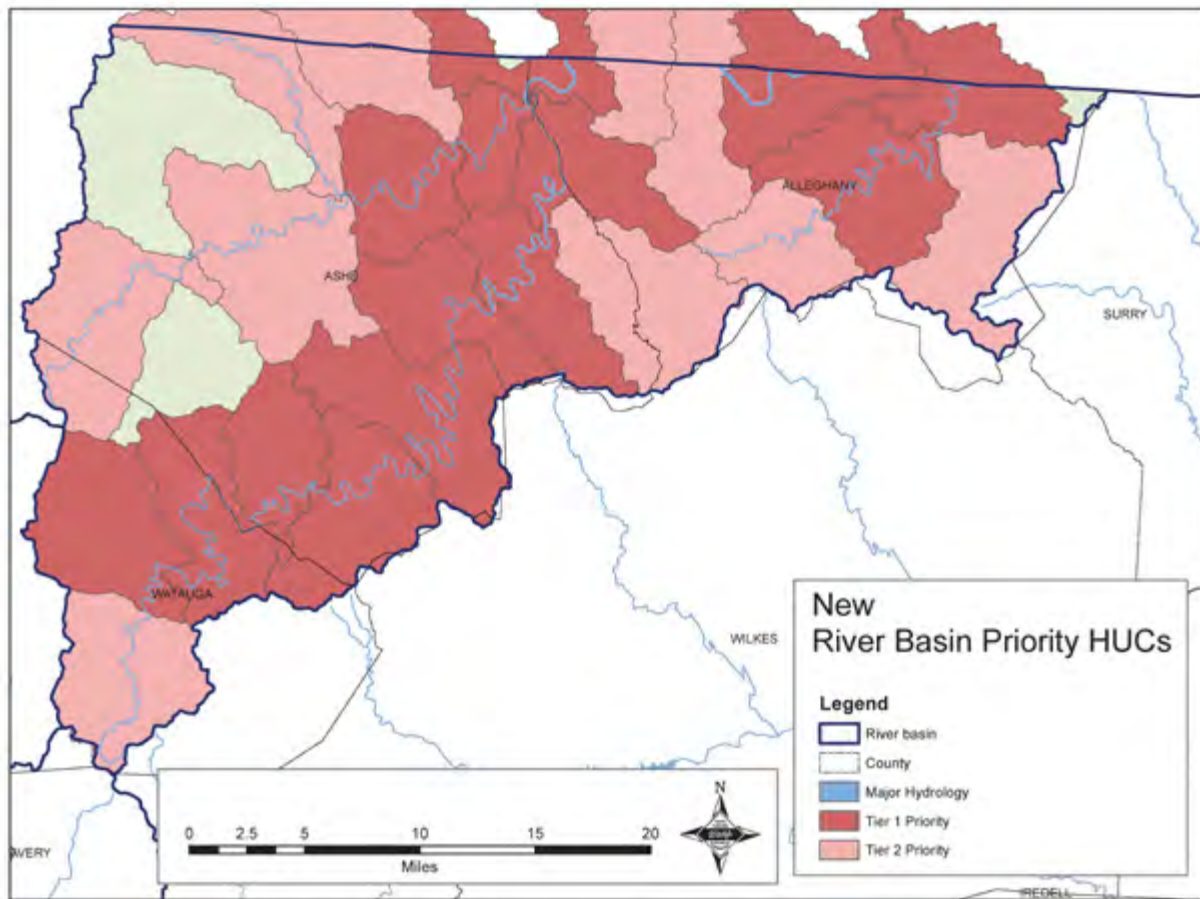 ALLEGHANY
ASHE
SURRY
WATAUGA
WILKES
New
River Basin Priority HUCs
Legend
River basin
County
Major Hydrology
Tier 1 Priority
Tier 2 Priority
N
0 2.5 5 10 15 20
Miles
AVERY
IREDELL